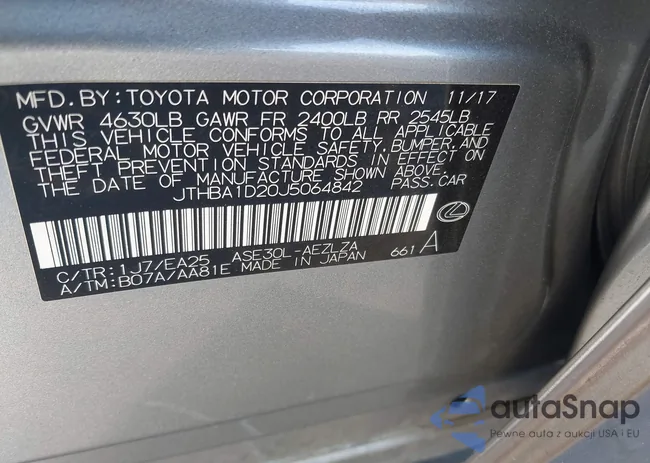 MFD. BY: TOYOTA MOTOR CORPORATION 11/17
GVWR 4630LB GAWR FR 2400LB RR 2545LB
THIS VEHICLE CONFORMS TO ALL APPLICABLE
FEDERAL MOTOR VEHICLE SAFETY, BUMPER, AND
THEFT PREVENTION STANDARDS IN EFFECT ON
THE DATE OF MANUFACTURE SHOWN ABOVE.
JTHBA1D20J5064842 PASS. CAR
C/TR: 1J7/EA25 ASE30L-AEZLZA
A/TM: B07A/AA81E MADE IN JAPAN 661 A
autaSnap
Pewne auta z aukcji USA i EU